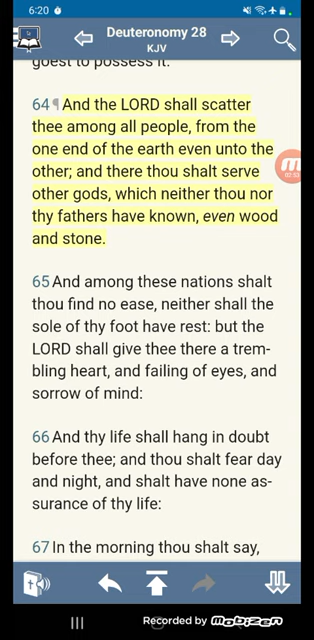 6:20
Deuteronomy 28
KJV
goest to possess it.
64 ¶ And the LORD shall scatter
thee among all people, from the
one end of the earth even unto the
other; and there thou shalt serve
other gods, which neither thou nor
thy fathers have known, even wood
and stone.
65 And among these nations shalt
thou find no ease, neither shall the
sole of thy foot have rest: but the
LORD shall give thee there a trem-
bling heart, and failing of eyes, and
sorrow of mind:
66 And thy life shall hang in doubt
before thee; and thou shalt fear day
and night, and shalt have none as-
surance of thy life:
67 In the morning thou shalt say,
Recorded by Mobizen